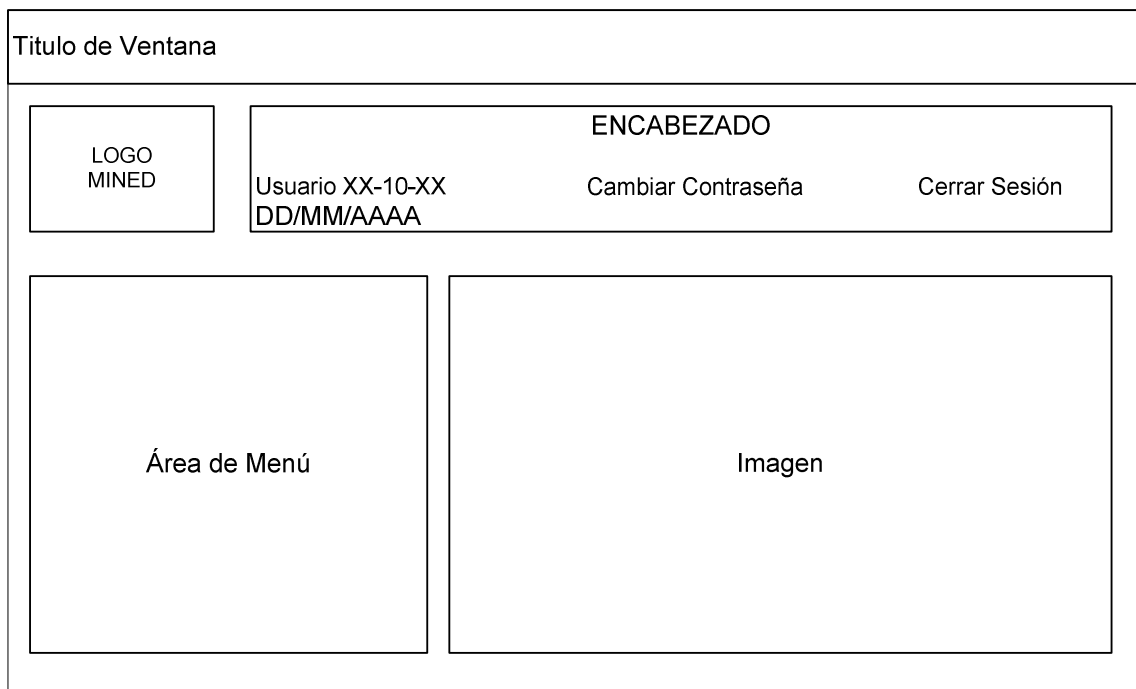 Titulo de Ventana
LOGO
MINED
ENCABEZADO
Usuario XX-10-XX Cambiar Contraseña Cerrar Sesión
DD/MM/AAAA
Área de Menú
Imagen